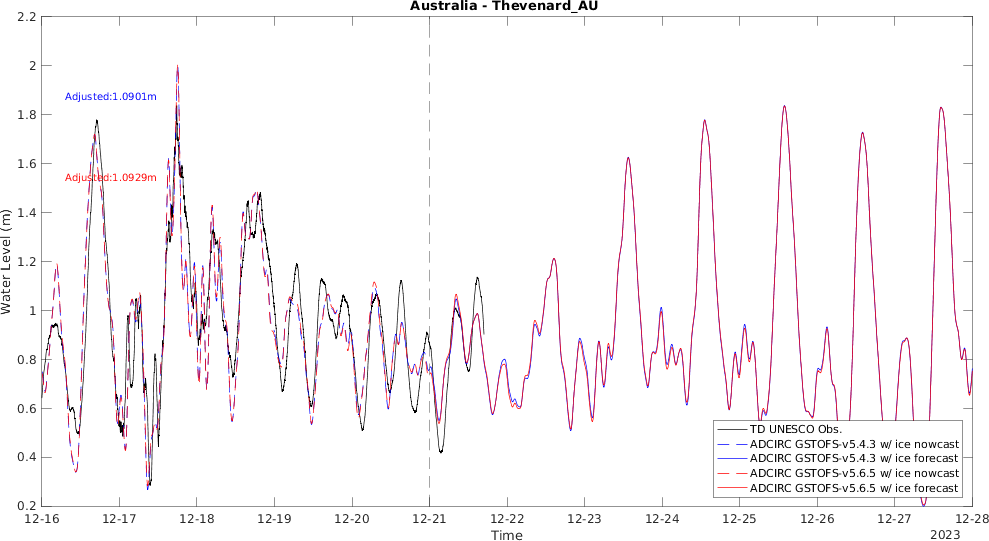 Australia - Thevenard_AU
2.2
2
1.8
1.6
1.4
1.2
1
0.8
0.6
0.4
0.2
Water Level (m)
Adjusted:1.0901m
Adjusted:1.0929m
TD UNESCO Obs.
ADCIRC GSTOFS-v5.4.3 w/ ice nowcast
ADCIRC GSTOFS-v5.4.3 w/ ice forecast
ADCIRC GSTOFS-v5.6.5 w/ ice nowcast
ADCIRC GSTOFS-v5.6.5 w/ ice forecast
12-16 12-17 12-18 12-19 12-20 12-21 12-22 12-23 12-24 12-25 12-26 12-27 12-28
Time
2023